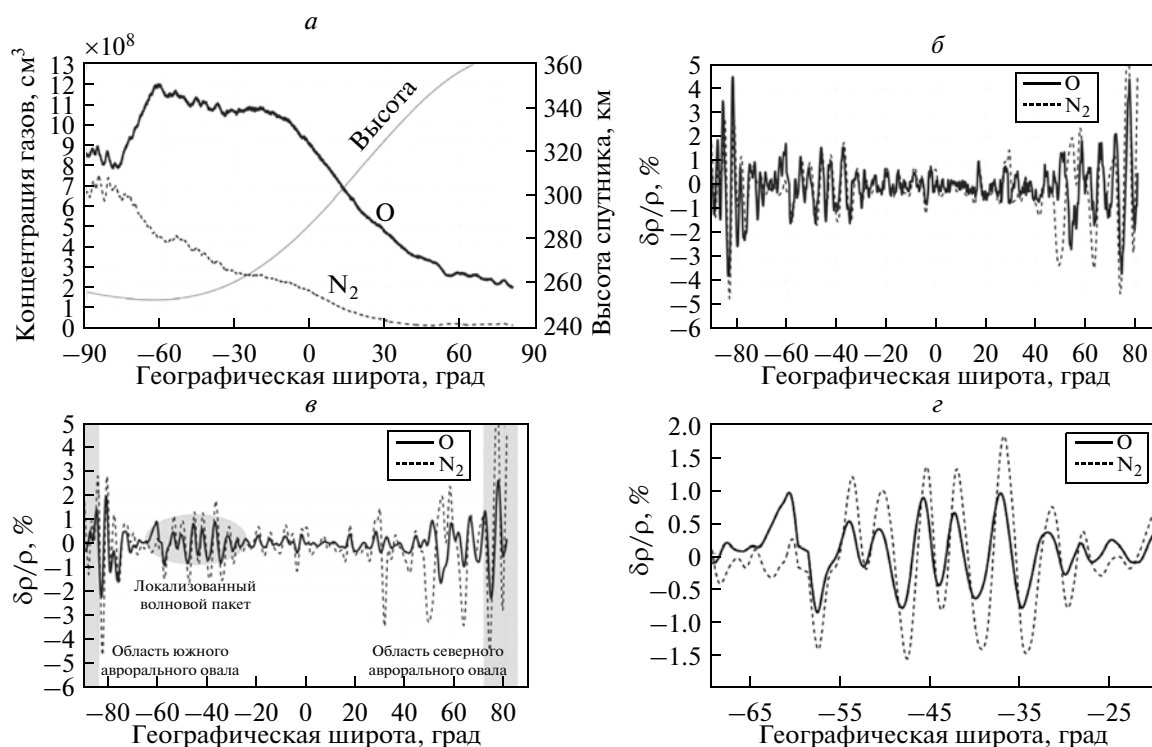 а
×10⁸
Концентрация газов, см³
13
12
11
10
9
8
7
6
5
4
3
2
1
0
360
340
320
300
280
260
240
Высота спутника, км
Высота
O
N₂
−90 −60 −30 0 30 60 90
Географическая широта, град
б
δρ/ρ, %
5
4
3
2
1
0
−1
−2
−3
−4
−5
−6
O
N₂
−80 −60 −40 −20 0 20 40 60 80
Географическая широта, град
в
δρ/ρ, %
5
4
3
2
1
0
−1
−2
−3
−4
−5
−6
O
N₂
Локализованный
волновой пакет
Область южного
аврорального овала
Область северного
аврорального овала
−80 −60 −40 −20 0 20 40 60 80
Географическая широта, град
г
δρ/ρ, %
2.0
1.5
1.0
0.5
0
−0.5
−1.0
−1.5
O
N₂
−65 −55 −45 −35 −25
Географическая широта, град